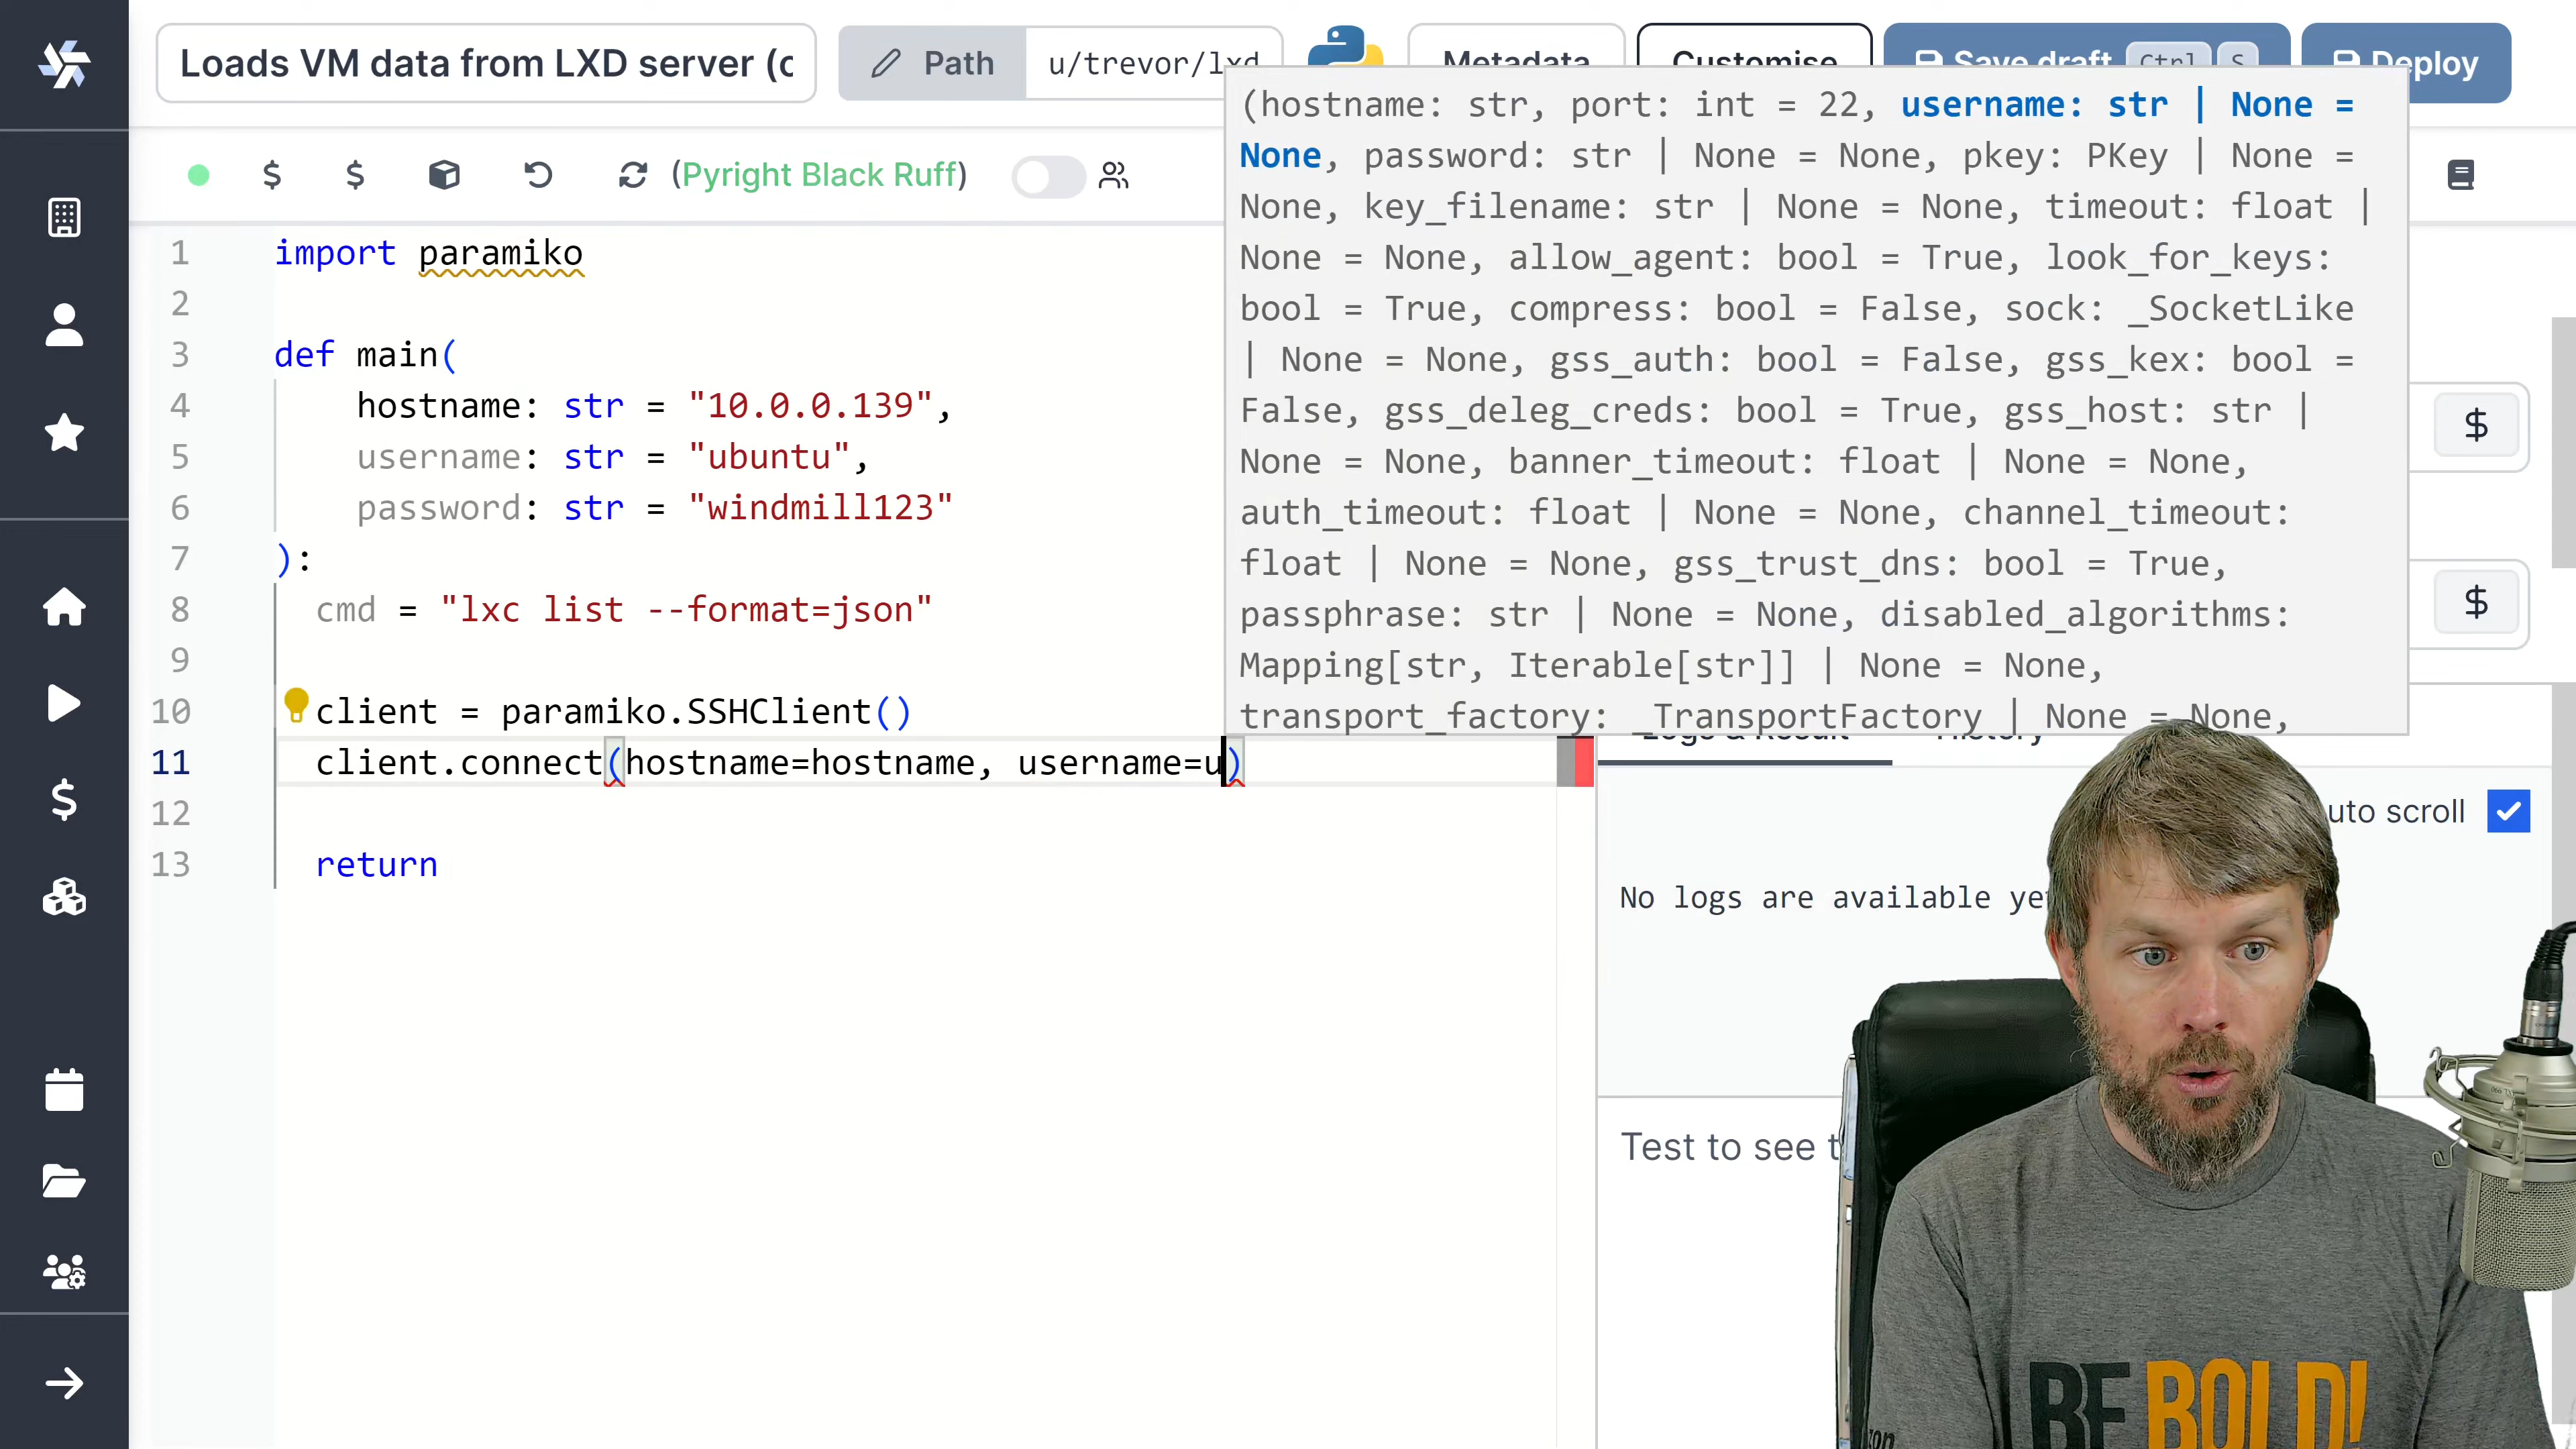 Loads VM data from LXD server (c
Path
u/trevor/lxd
Metadata
Customise
Save draft Ctrl S
Deploy
(Pyright Black Ruff)
(hostname: str, port: int = 22, username: str | None =
None, password: str | None = None, pkey: PKey | None =
None, key_filename: str | None = None, timeout: float |
None = None, allow_agent: bool = True, look_for_keys:
bool = True, compress: bool = False, sock: _SocketLike
| None = None, gss_auth: bool = False, gss_kex: bool =
False, gss_deleg_creds: bool = True, gss_host: str |
None = None, banner_timeout: float | None = None,
auth_timeout: float | None = None, channel_timeout:
float | None = None, gss_trust_dns: bool = True,
passphrase: str | None = None, disabled_algorithms:
Mapping[str, Iterable[str]] | None = None,
transport_factory: _TransportFactory | None = None,
1 import paramiko
2
3 def main(
4 hostname: str = "10.0.0.139",
5 username: str = "ubuntu",
6 password: str = "windmill123"
7 ):
8 cmd = "lxc list --format=json"
9
10 client = paramiko.SSHClient()
11 client.connect(hostname=hostname, username=u)
12
13 return
Logs & Result
History
uto scroll
No logs are available ye
Test to see t
BE BOLD!